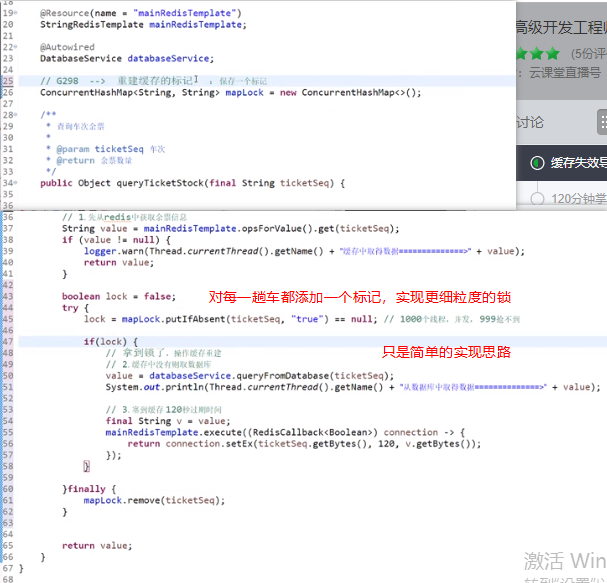 18
19 @Resource(name = "mainRedisTemplate") 高级开发工程师
20 StringRedisTemplate mainRedisTemplate;
21
22 @Autowired (5份评
23 DatabaseService databaseService; : 云课堂直播号
24
25 // G298 --> 重建缓存的标记 ：保存一个标记
26 ConcurrentHashMap<String, String> mapLock = new ConcurrentHashMap<>();
27 讨论
28 /**
29 * 查询车次余票
30 * 缓存失效导
31 * @param ticketSeq 车次
32 * @return 余票数量
33 */
34 public Object queryTicketStock(final String ticketSeq) { 120分钟掌
35
36 // 1.先从redis中获取余票信息
37 String value = mainRedisTemplate.opsForValue().get(ticketSeq);
38 if (value != null) {
39 logger.warn(Thread.currentThread().getName() + "缓存中取得数据==============>" + value);
40 return value;
41 }
42
43 boolean lock = false; 对每一趟车都添加一个标记，实现更细粒度的锁
44 try {
45 lock = mapLock.putIfAbsent(ticketSeq, "true") == null; // 1000个线程，并发，999抢不到
46
47 if(lock) {
48 // 拿到锁了，操作缓存重建 只是简单的实现思路
49 // 2.缓存中没有则取数据库
50 value = databaseService.queryFromDatabase(ticketSeq);
51 System.out.println(Thread.currentThread().getName() + "从数据库中取得数据==============>" + value);
52
53 // 3.塞到缓存 120秒过期时间
54 final String v = value;
55 mainRedisTemplate.execute((RedisCallback<Boolean>) connection -> {
56 return connection.setEx(ticketSeq.getBytes(), 120, v.getBytes());
57 });
58 }
59
60 }finally {
61 mapLock.remove(ticketSeq);
62 }
63
64
65 return value;
66 } 激活 Win
67 }